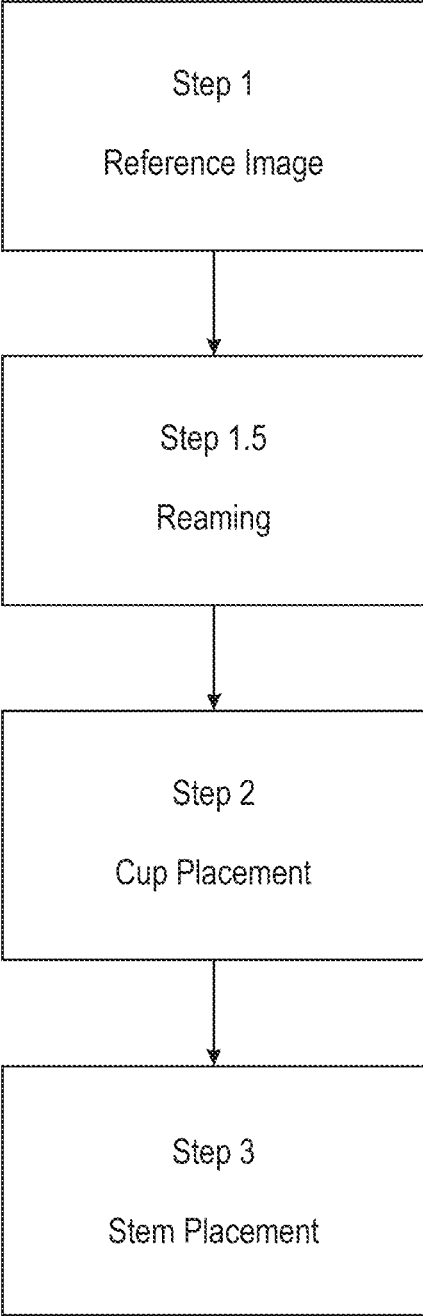 Step 1
Reference Image
Step 1.5
Reaming
Step 2
Cup Placement
Step 3
Stem Placement